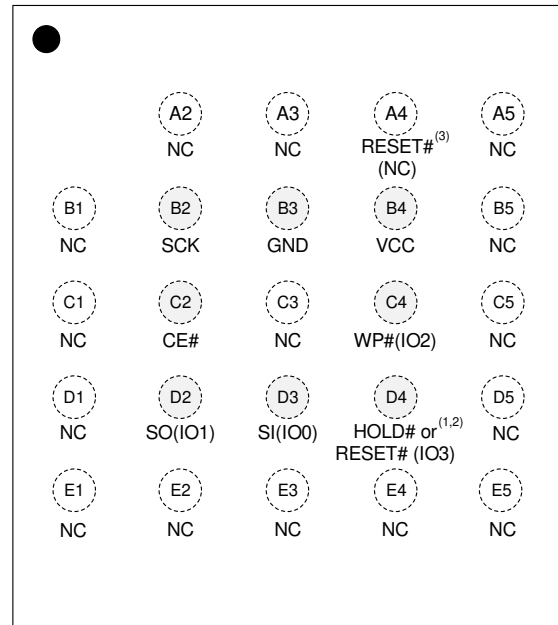 A2 A3 A4 A5
NC NC RESET#(3) NC
(NC)
B1 B2 B3 B4 B5
NC SCK GND VCC NC
C1 C2 C3 C4 C5
NC CE# NC WP#(IO2) NC
D1 D2 D3 D4 D5
NC SO(IO1) SI(IO0) HOLD# or(1,2) NC
RESET# (IO3)
E1 E2 E3 E4 E5
NC NC NC NC NC